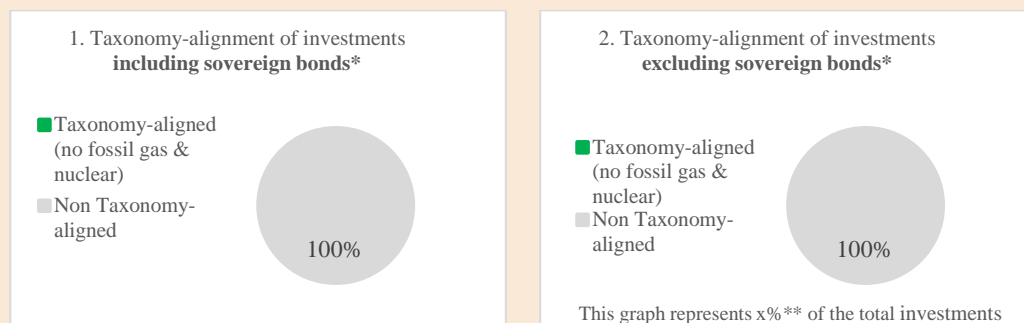 1. Taxonomy-alignment of investments
including sovereign bonds*
Taxonomy-aligned
(no fossil gas &
nuclear)
Non Taxonomy-
aligned
100%
2. Taxonomy-alignment of investments
excluding sovereign bonds*
Taxonomy-aligned
(no fossil gas &
nuclear)
Non Taxonomy-
aligned
100%
This graph represents x%** of the total investments